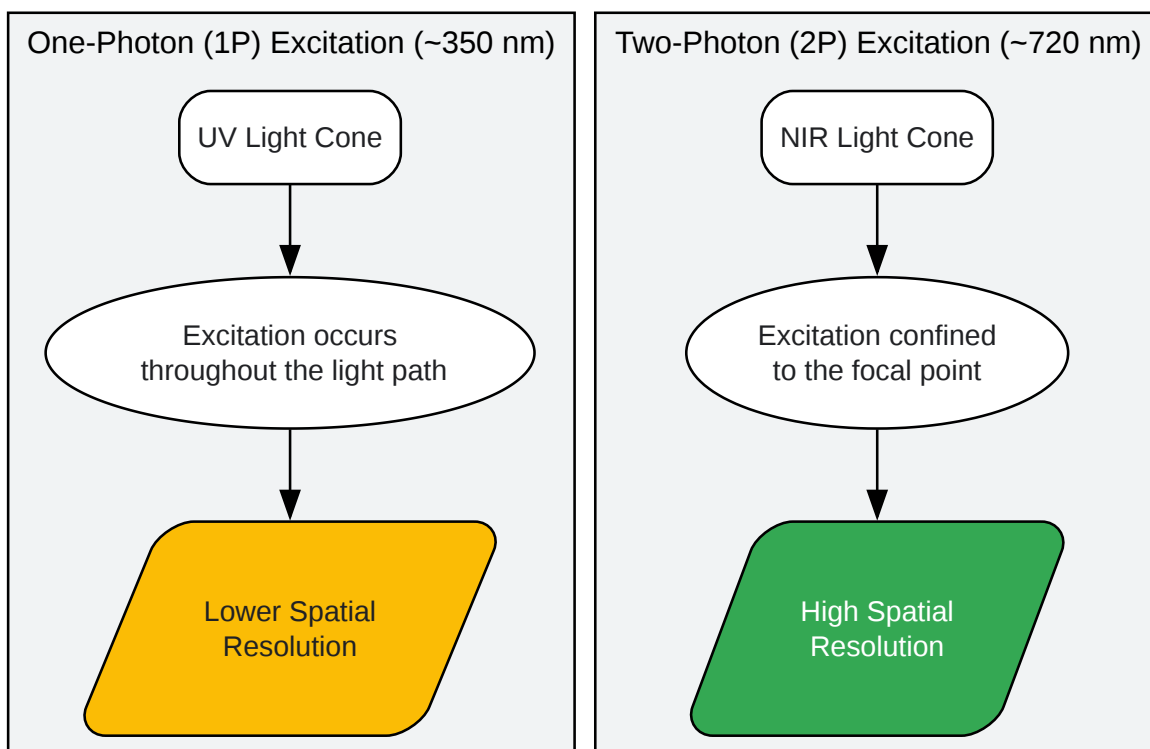 One-Photon (1P) Excitation (~350 nm)
UV Light Cone
Excitation occurs
throughout the light path
Lower Spatial
Resolution
Two-Photon (2P) Excitation (~720 nm)
NIR Light Cone
Excitation confined
to the focal point
High Spatial
Resolution